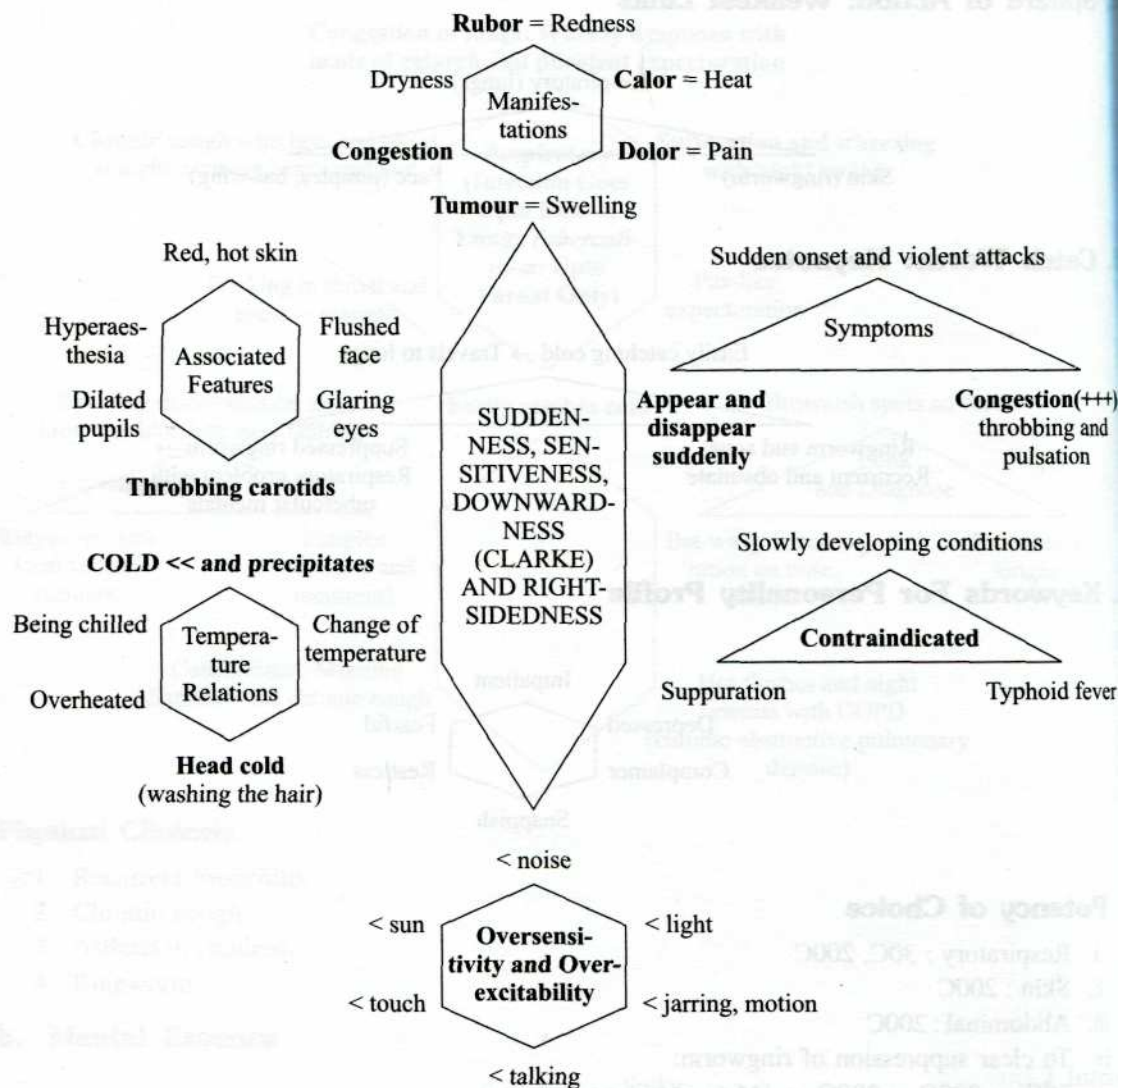 Rubor = Redness
Dryness
Calor = Heat
Manifes-
tations
Congestion
Dolor = Pain
Tumour = Swelling
Red, hot skin
Hyperaes-
thesia
Flushed
face
Associated
Features
Dilated
pupils
Glaring
eyes
Throbbing carotids
COLD << and precipitates
Being chilled
Change of
temperature
Tempera-
ture
Relations
Overheated
Head cold
(washing the hair)
SUDDEN-
NESS, SEN-
SITIVENESS,
DOWNWARD-
NESS
(CLARKE)
AND RIGHT-
SIDEDNESS
Sudden onset and violent attacks
Symptoms
Appear and
disappear
suddenly
Congestion(+++)
throbbing and
pulsation
Slowly developing conditions
Contraindicated
Suppuration
Typhoid fever
< noise
< sun
< light
Oversensi-
tivity and Over-
excitability
< touch
< jarring, motion
< talking